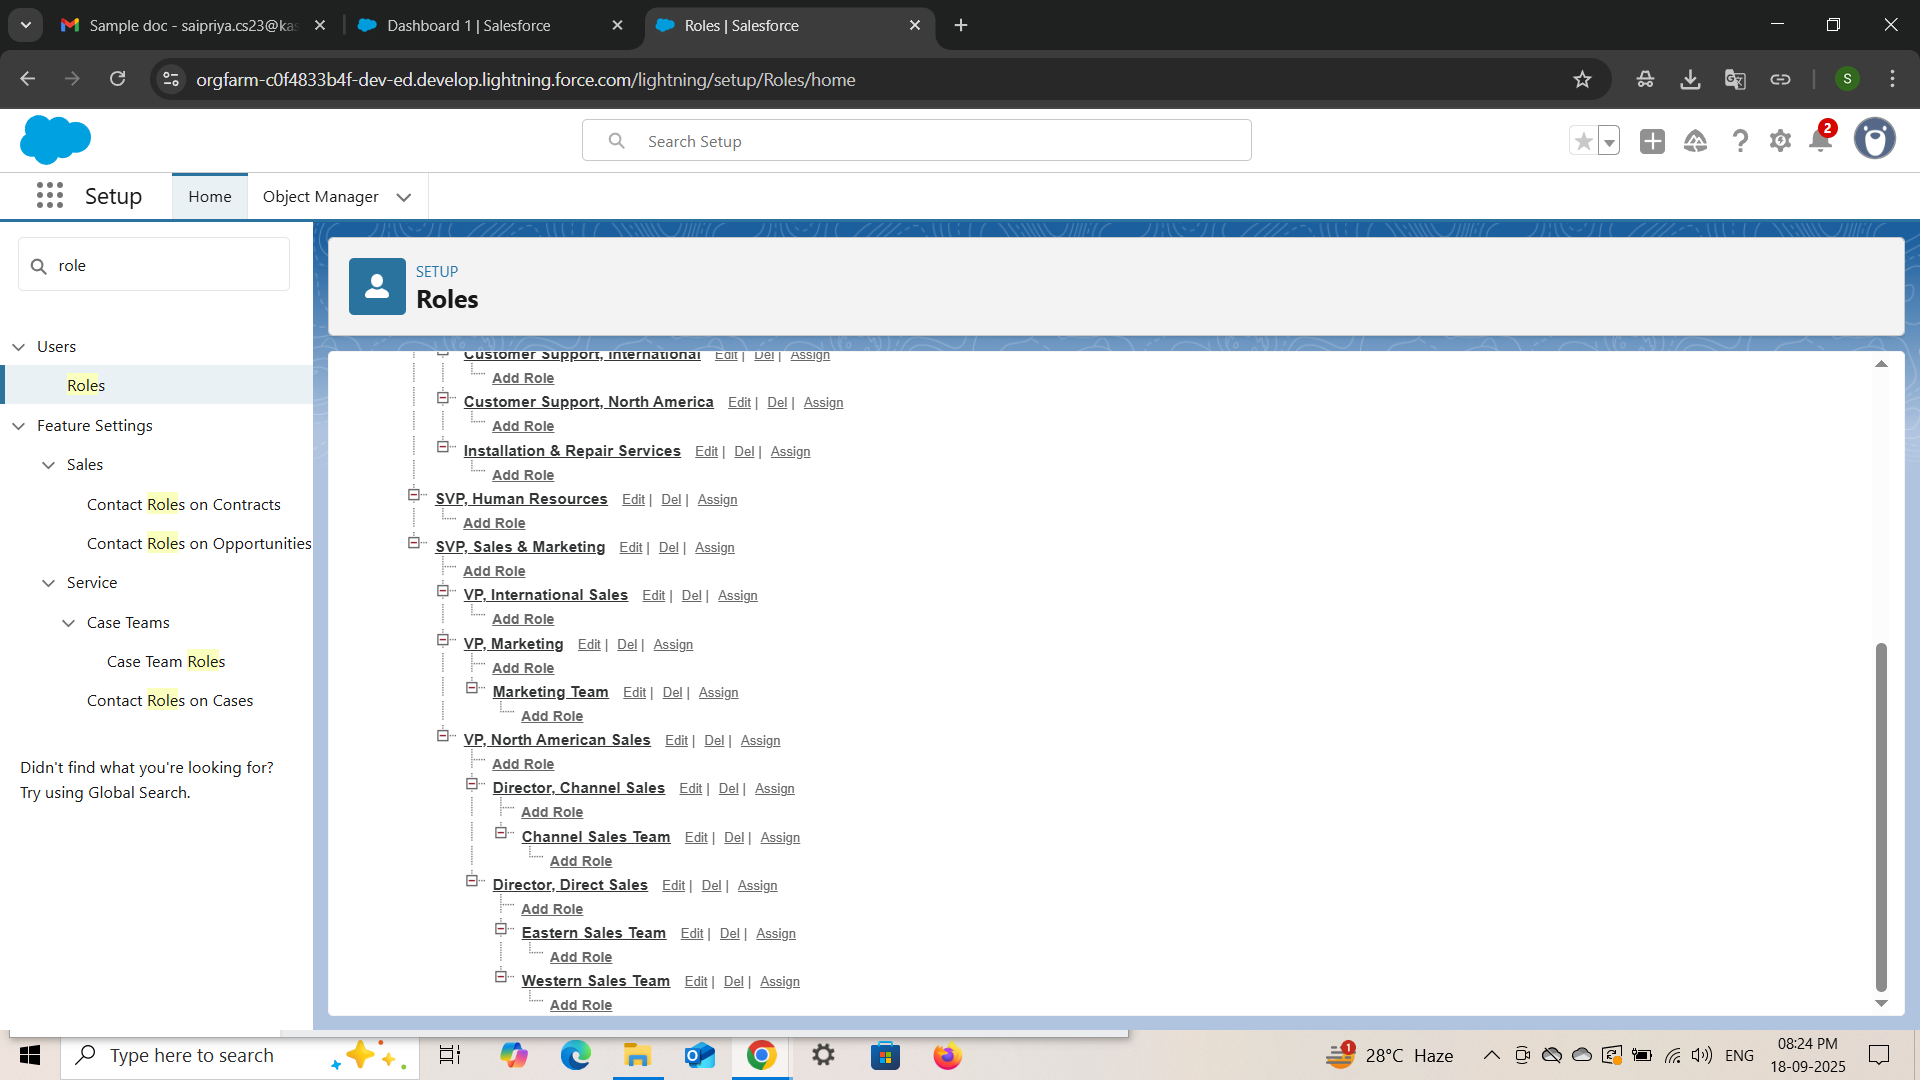 Sample doc - saipriya.cs23@kas
Dashboard 1 | Salesforce
Roles | Salesforce
orgfarm-c0f4833b4f-dev-ed.develop.lightning.force.com/lightning/setup/Roles/home
S
Search Setup
2
Setup
Home
Object Manager
role
Users
Roles
Feature Settings
Sales
Contact Roles on Contracts
Contact Roles on Opportunities
Service
Case Teams
Case Team Roles
Contact Roles on Cases
Didn't find what you're looking for?
Try using Global Search.
SETUP
Roles
Customer Support, International Edit | Del | Assign
Add Role
Customer Support, North America Edit | Del | Assign
Add Role
Installation & Repair Services Edit | Del | Assign
Add Role
SVP, Human Resources Edit | Del | Assign
Add Role
SVP, Sales & Marketing Edit | Del | Assign
Add Role
VP, International Sales Edit | Del | Assign
Add Role
VP, Marketing Edit | Del | Assign
Add Role
Marketing Team Edit | Del | Assign
Add Role
VP, North American Sales Edit | Del | Assign
Add Role
Director, Channel Sales Edit | Del | Assign
Add Role
Channel Sales Team Edit | Del | Assign
Add Role
Director, Direct Sales Edit | Del | Assign
Add Role
Eastern Sales Team Edit | Del | Assign
Add Role
Western Sales Team Edit | Del | Assign
Add Role
Type here to search
1
28°C Haze
ENG
08:24 PM
18-09-2025